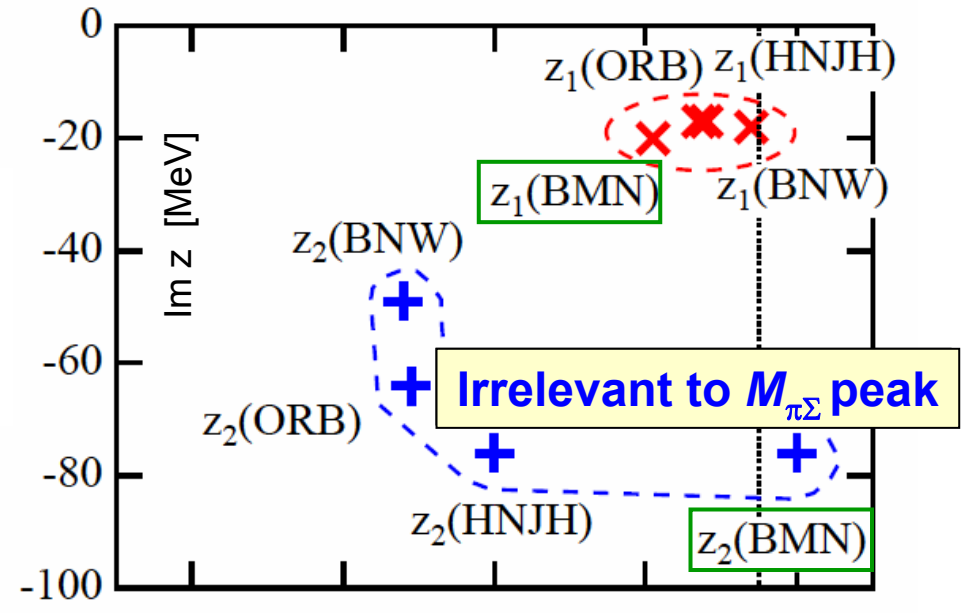 0
z₁(ORB) z₁(HNJH)
-20
Im z [MeV]
z₁(BMN) z₁(BNW)
z₂(BNW)
-40
-60
Irrelevant to M_πΣ peak
z₂(ORB)
-80
z₂(HNJH)
z₂(BMN)
-100